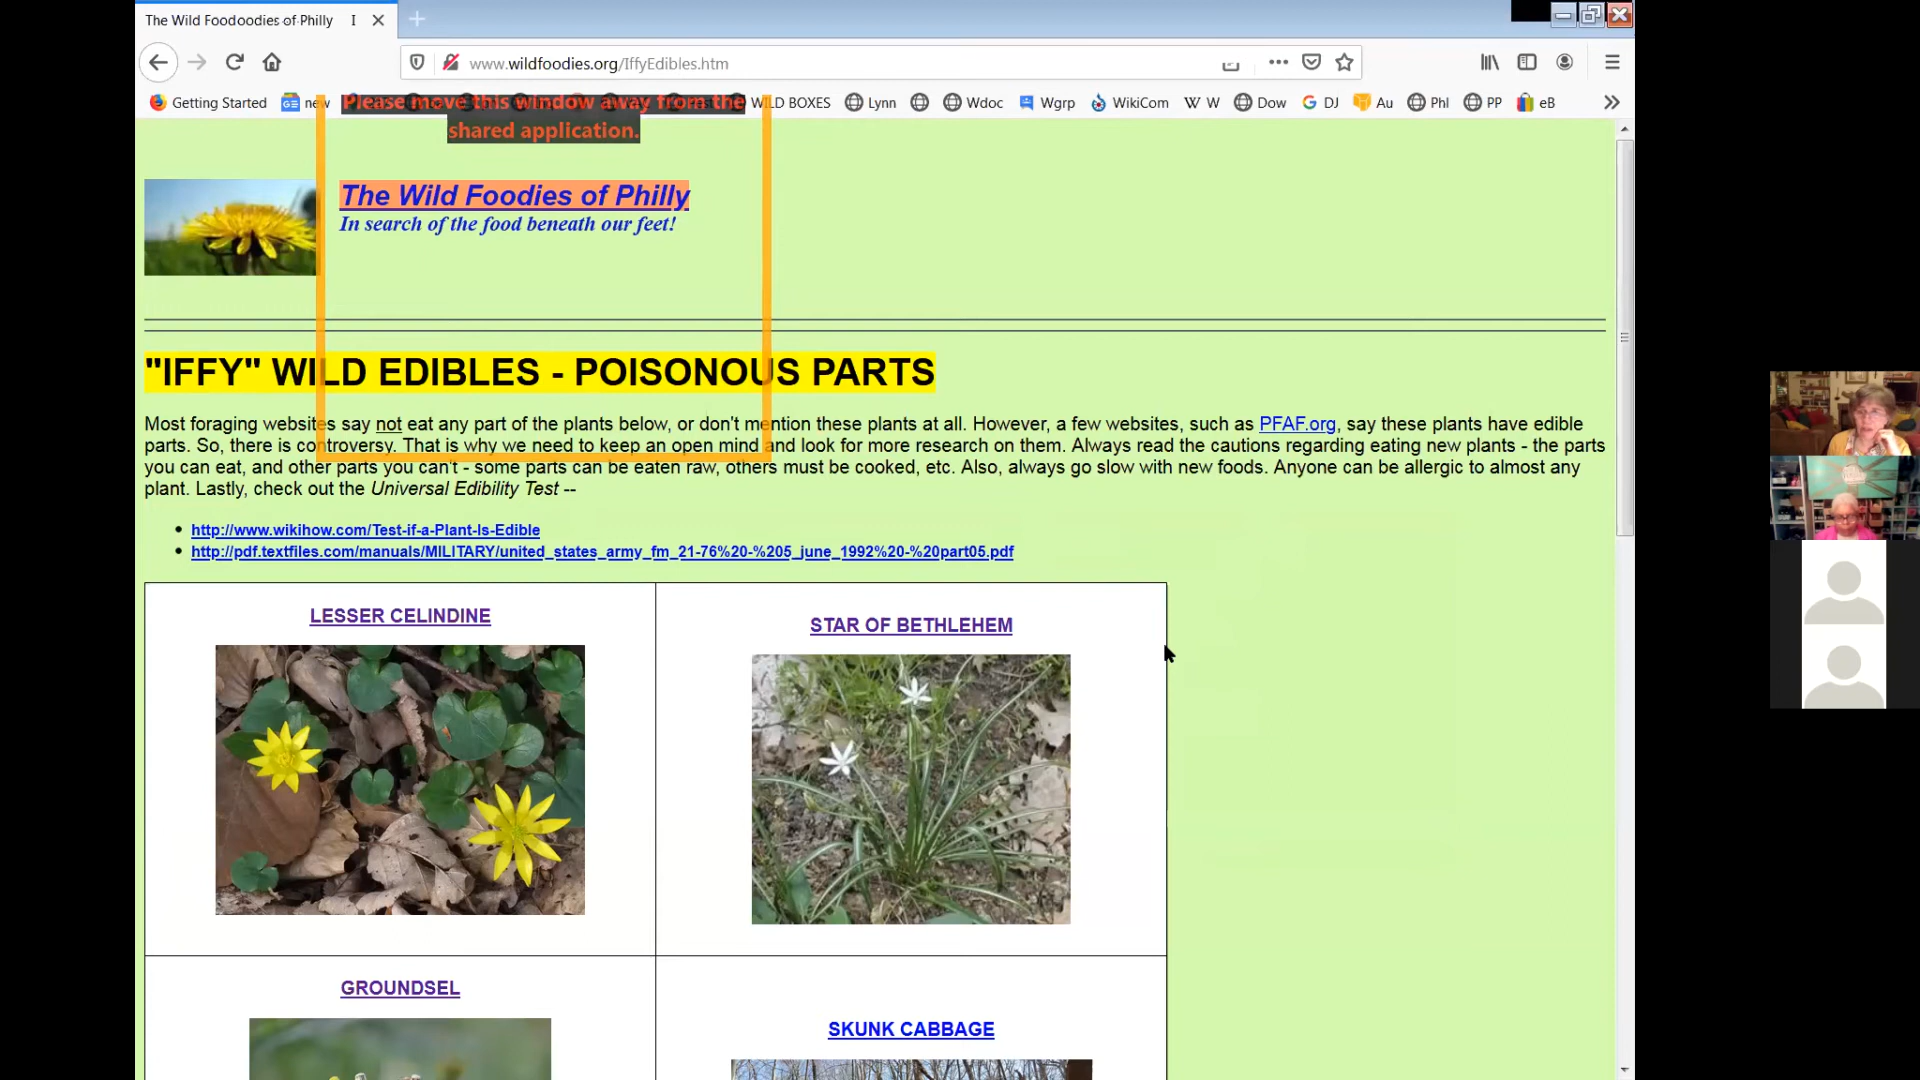 The Wild Foodoodies of Philly
www.wildfoodies.org/IffyEdibles.htm
Getting Started
new
WILD BOXES
Lynn
Wdoc
Wgrp
WikiCom
W W
Dow
G DJ
Au
Phl
PP
eB
Please move this window away from the
shared application.
The Wild Foodies of Philly
In search of the food beneath our feet!
"IFFY" WILD EDIBLES - POISONOUS PARTS
Most foraging websites say not eat any part of the plants below, or don't mention these plants at all. However, a few websites, such as PFAF.org, say these plants have edible
parts. So, there is controversy. That is why we need to keep an open mind and look for more research on them. Always read the cautions regarding eating new plants - the parts
you can eat, and other parts you can't - some parts can be eaten raw, others must be cooked, etc. Also, always go slow with new foods. Anyone can be allergic to almost any
plant. Lastly, check out the Universal Edibility Test --
http://www.wikihow.com/Test-if-a-Plant-Is-Edible
http://pdf.textfiles.com/manuals/MILITARY/united_states_army_fm_21-76%20-%205_june_1992%20-%20part05.pdf
LESSER CELINDINE
STAR OF BETHLEHEM
GROUNDSEL
SKUNK CABBAGE